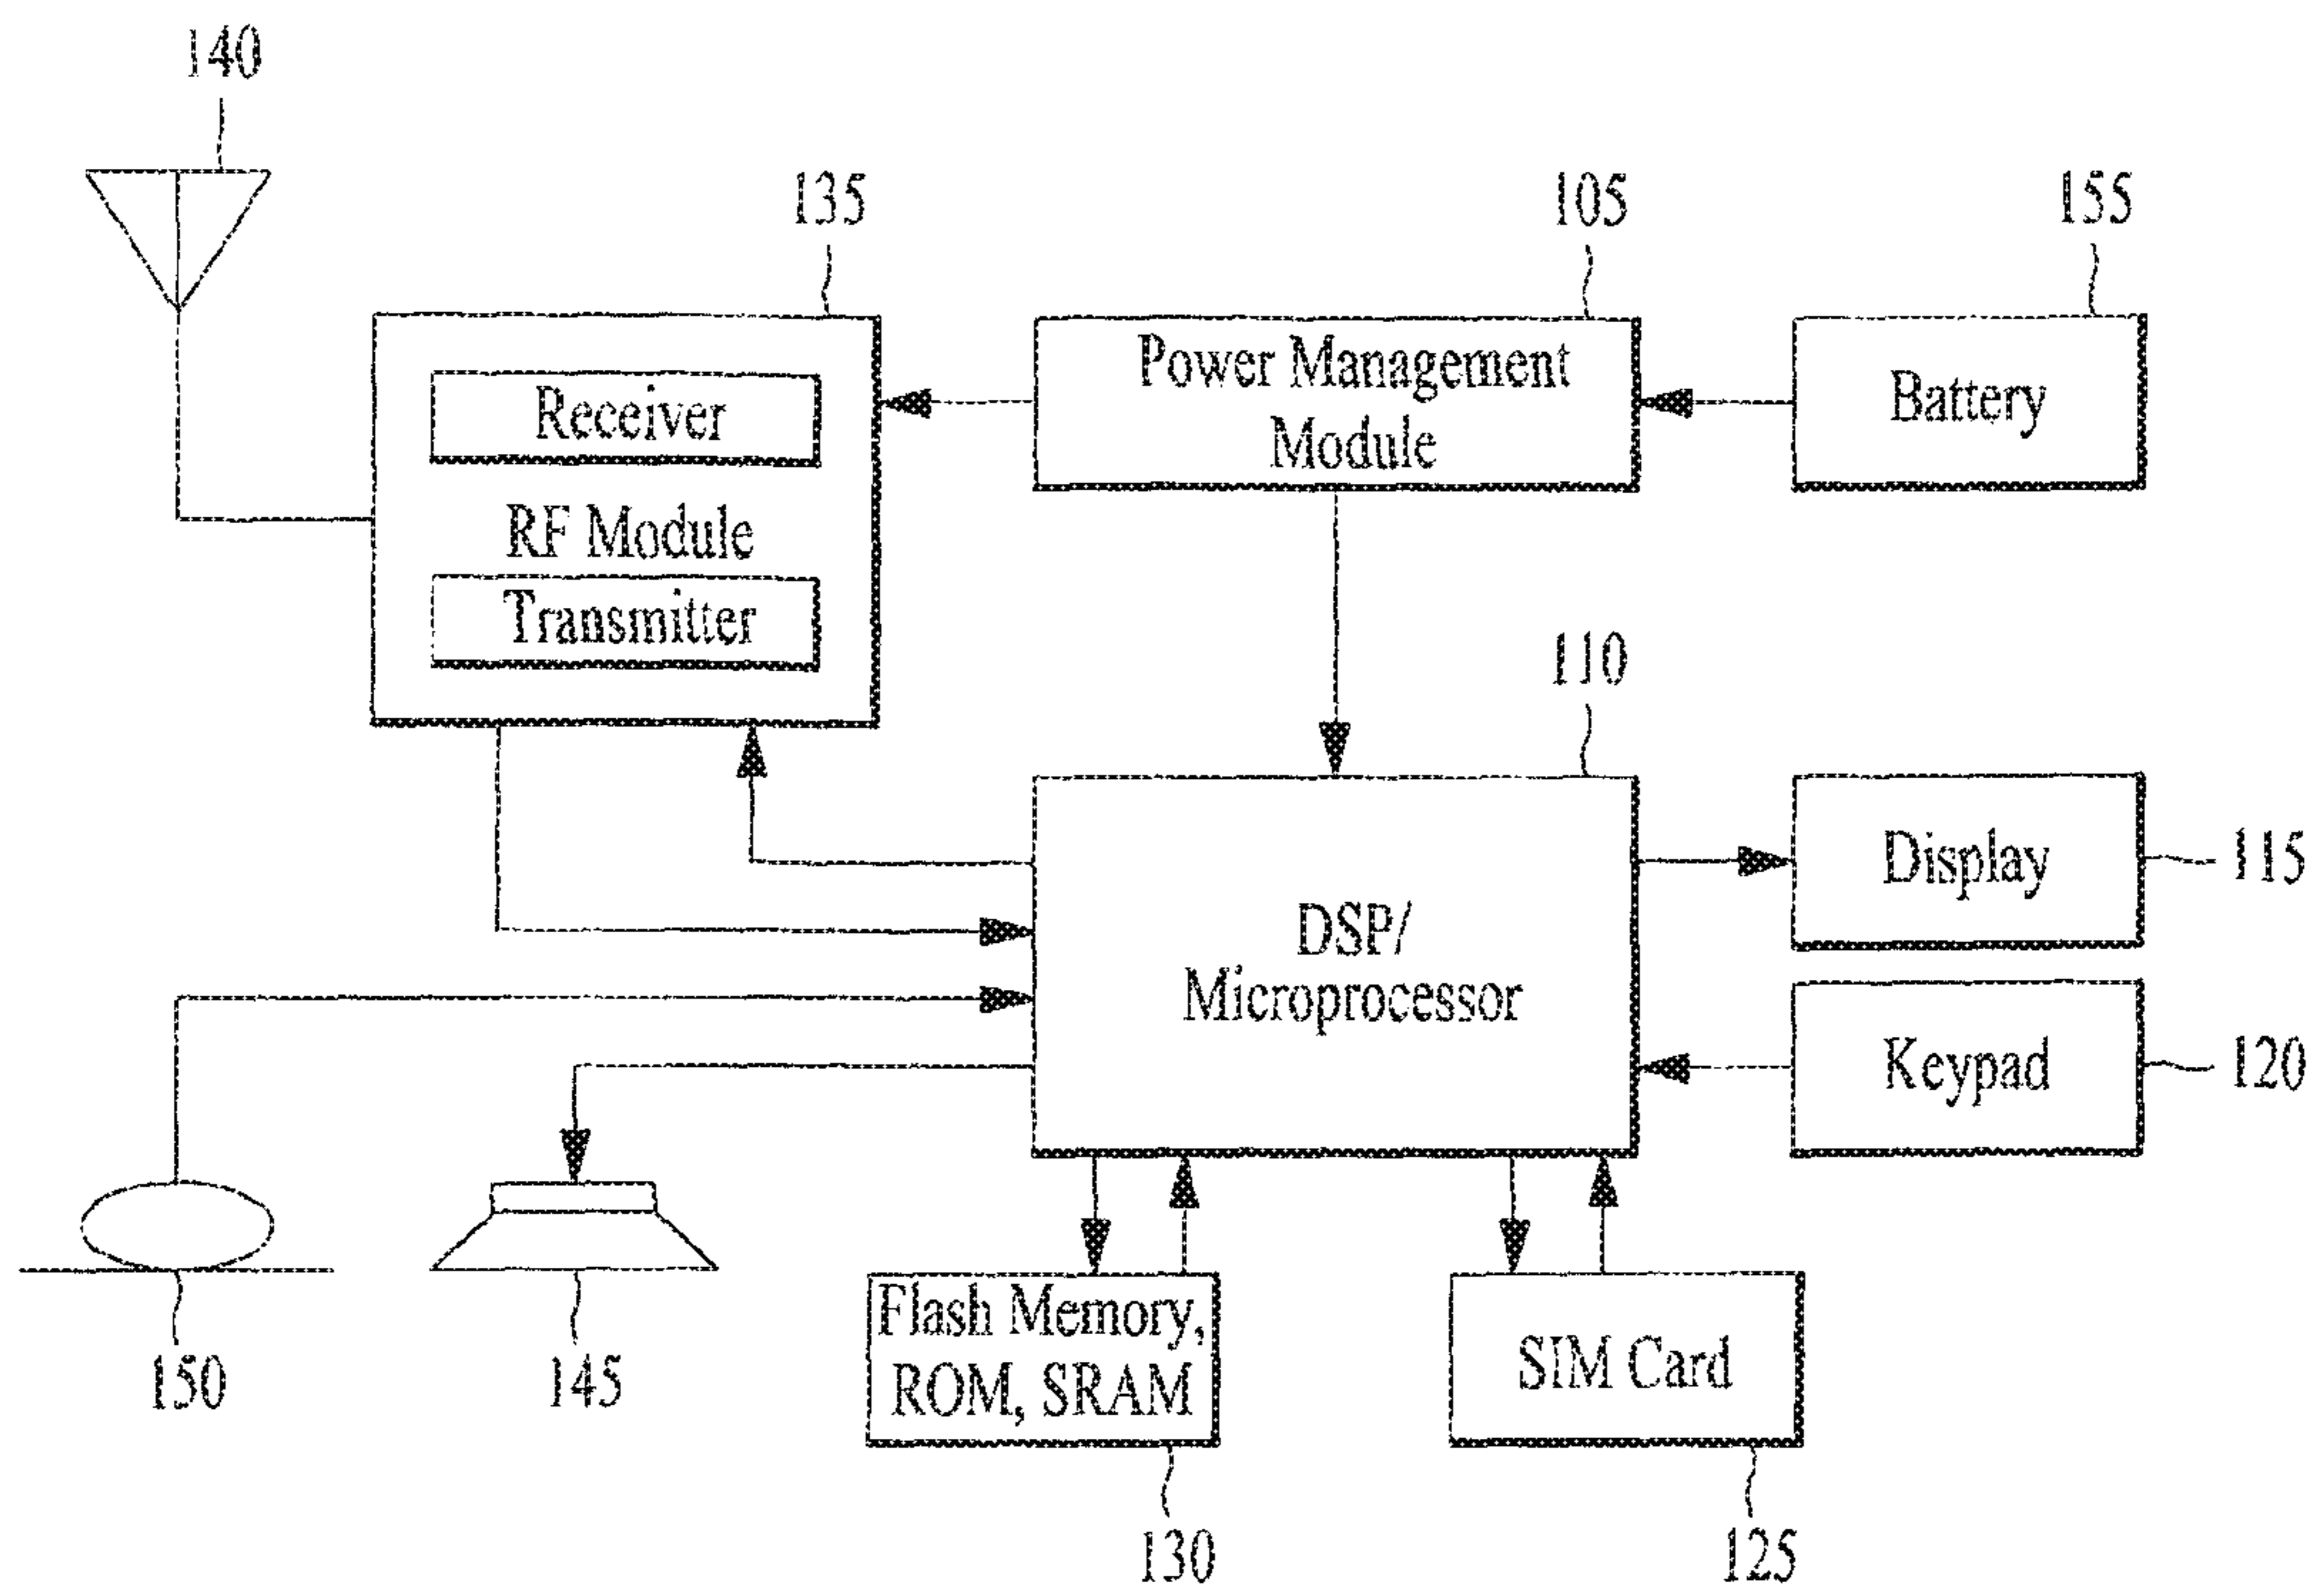 140
135
105
155
Receiver
RF Module
Transmitter
Power Management
Module
Battery
110
DSP/
Microprocessor
Display
115
Keypad
120
150
145
Flash Memory,
ROM, SRAM
SIM Card
130
125